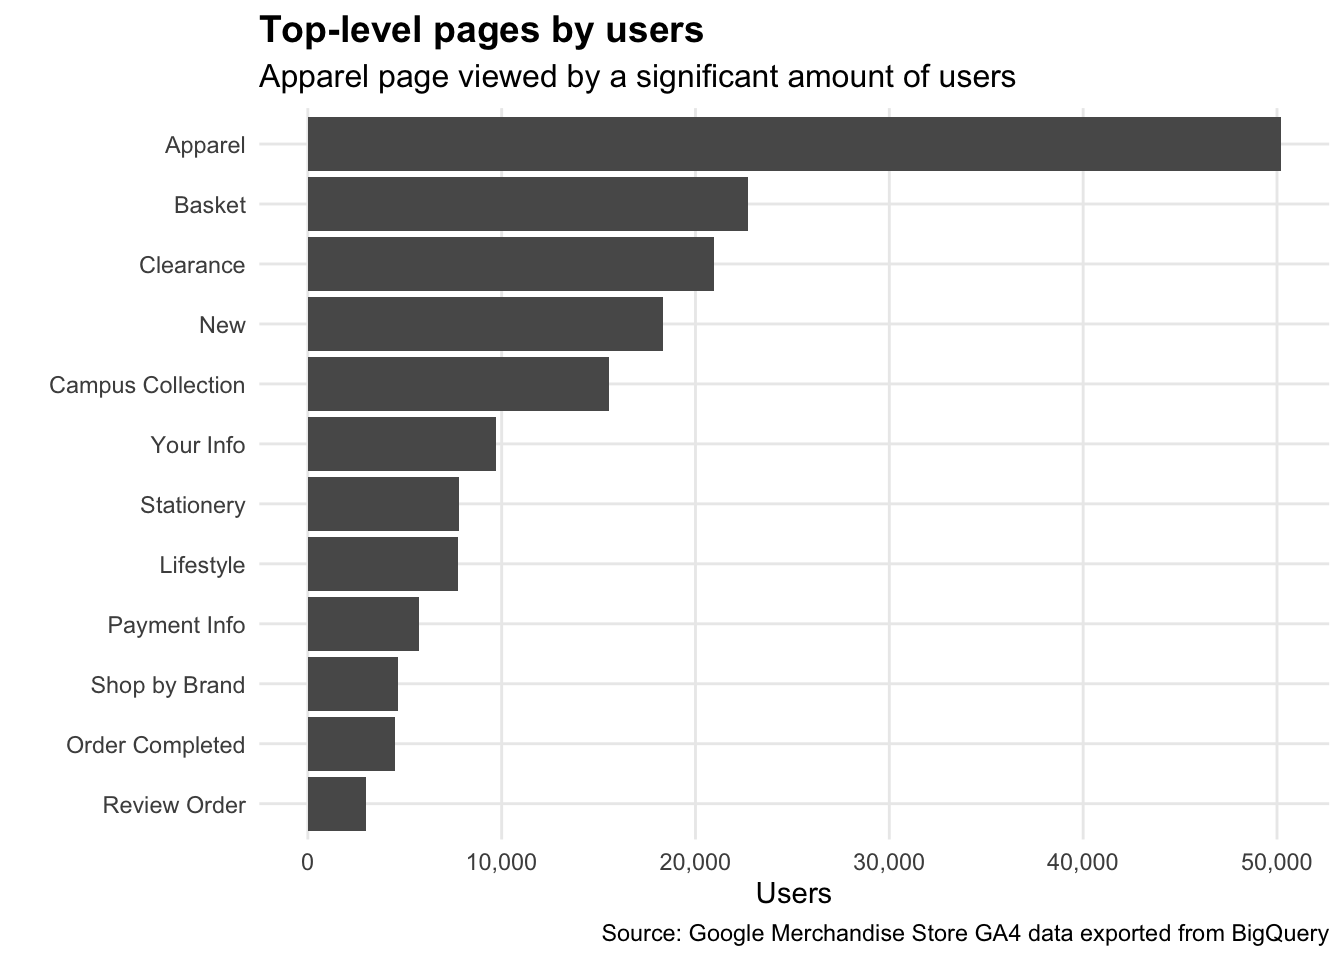 Top-level pages by users
Apparel page viewed by a significant amount of users
Apparel
Basket
Clearance
New
Campus Collection
Your Info
Stationery
Lifestyle
Payment Info
Shop by Brand
Order Completed
Review Order
0 10,000 20,000 30,000 40,000 50,000
Users
Source: Google Merchandise Store GA4 data exported from BigQuery